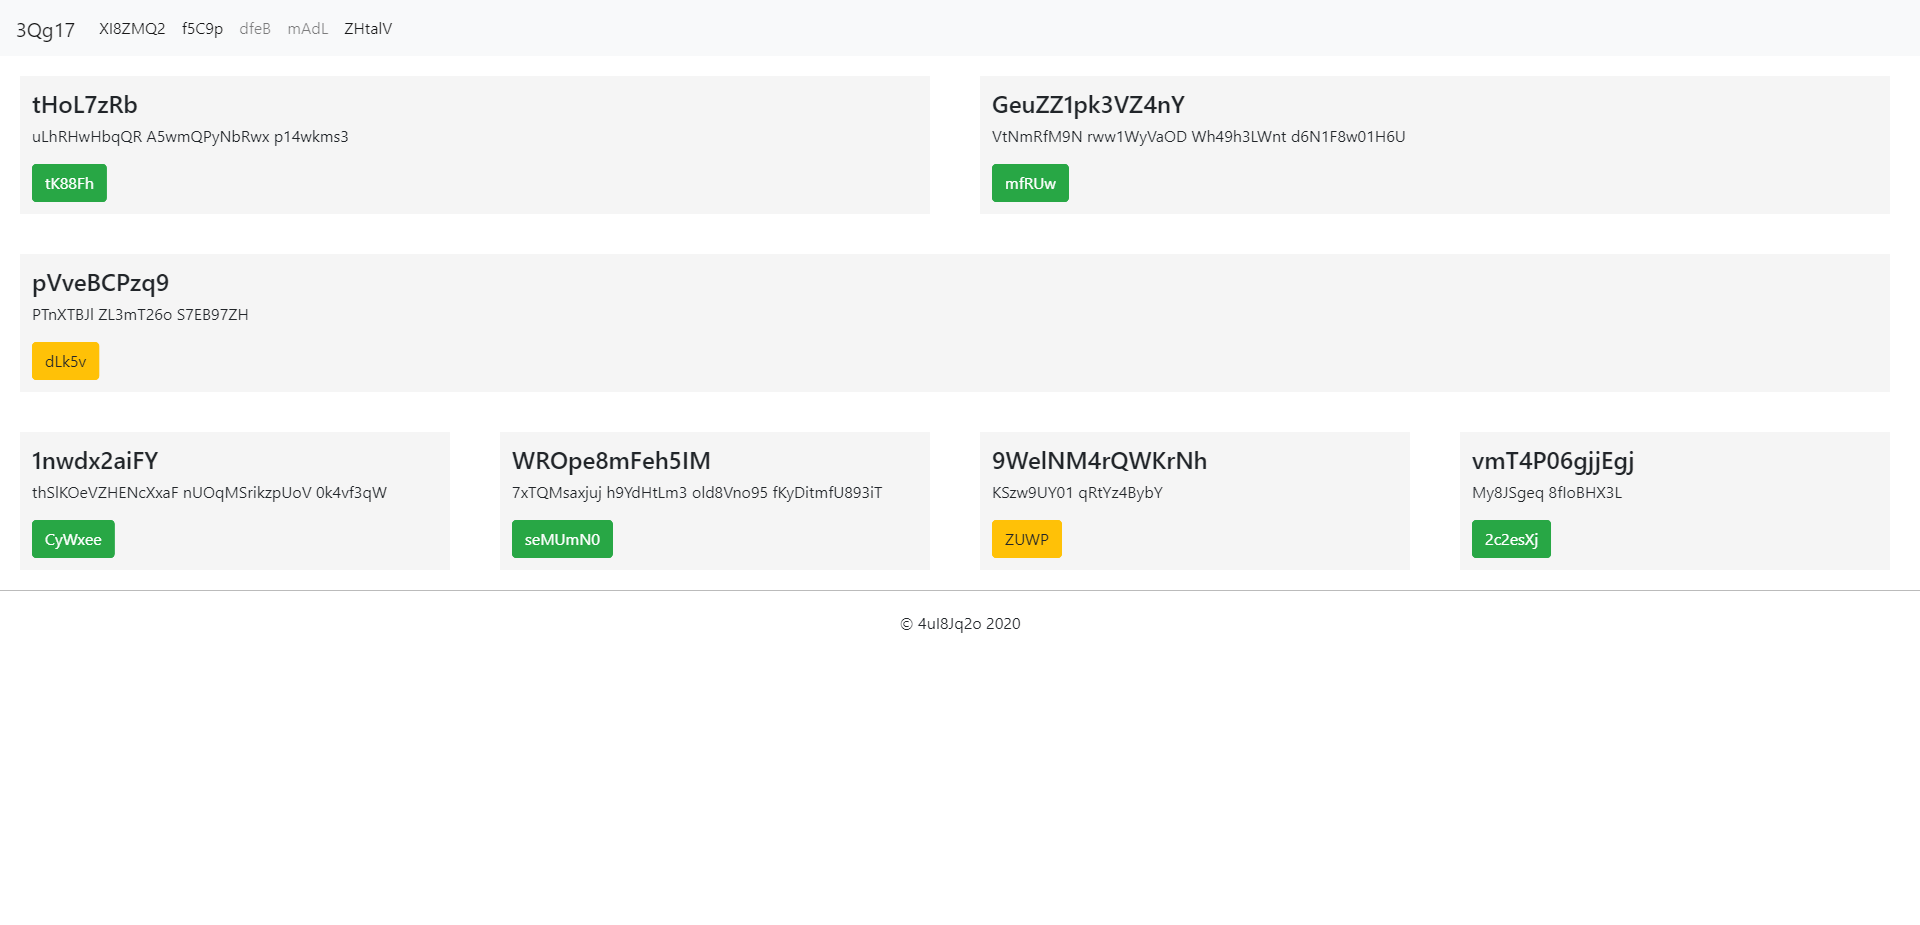 3Qg17 XI8ZMQ2 f5C9p dfeB mAdL ZHtalV
tHoL7zRb
uLhRHwHbqQR A5wmQPyNbRwx p14wkms3
tK88Fh
GeuZZ1pk3VZ4nY
VtNmRfM9N rww1WyVaOD Wh49h3LWnt d6N1F8w01H6U
mfRUw
pVveBCPzq9
PTnXTBJl ZL3mT26o S7EB97ZH
dLk5v
1nwdx2aiFY
thSlKOeVZHENcXxaF nUOqMSrikzpUoV 0k4vf3qW
CyWxee
WROpe8mFeh5IM
7xTQMsaxjuj h9YdHtLm3 old8Vno95 fKyDitmfU893iT
seMUmN0
9WelNM4rQWKrNh
KSzw9UY01 qRtYz4BybY
ZUWP
vmT4P06gjjEgj
My8JSgeq 8fIoBHX3L
2c2esXj
© 4uI8Jq2o 2020